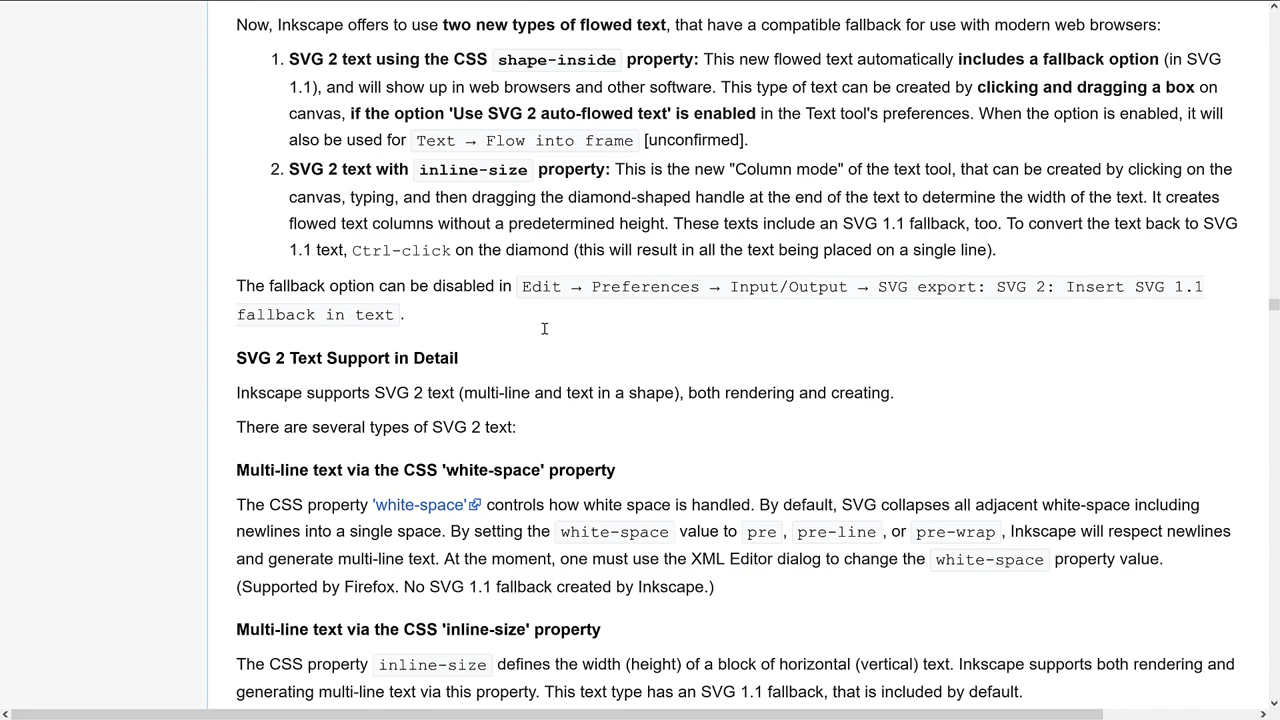 Now, Inkscape offers to use two new types of flowed text, that have a compatible fallback for use with modern web browsers:
1. SVG 2 text using the CSS shape-inside property: This new flowed text automatically includes a fallback option (in SVG
1.1), and will show up in web browsers and other software. This type of text can be created by clicking and dragging a box on
canvas, if the option 'Use SVG 2 auto-flowed text' is enabled in the Text tool's preferences. When the option is enabled, it will
also be used for Text → Flow into frame [unconfirmed].
2. SVG 2 text with inline-size property: This is the new "Column mode" of the text tool, that can be created by clicking on the
canvas, typing, and then dragging the diamond-shaped handle at the end of the text to determine the width of the text. It creates
flowed text columns without a predetermined height. These texts include an SVG 1.1 fallback, too. To convert the text back to SVG
1.1 text, Ctrl-click on the diamond (this will result in all the text being placed on a single line).
The fallback option can be disabled in Edit → Preferences → Input/Output → SVG export: SVG 2: Insert SVG 1.1
fallback in text.
SVG 2 Text Support in Detail
Inkscape supports SVG 2 text (multi-line and text in a shape), both rendering and creating.
There are several types of SVG 2 text:
Multi-line text via the CSS 'white-space' property
The CSS property 'white-space' controls how white space is handled. By default, SVG collapses all adjacent white-space including
newlines into a single space. By setting the white-space value to pre, pre-line, or pre-wrap, Inkscape will respect newlines
and generate multi-line text. At the moment, one must use the XML Editor dialog to change the white-space property value.
(Supported by Firefox. No SVG 1.1 fallback created by Inkscape.)
Multi-line text via the CSS 'inline-size' property
The CSS property inline-size defines the width (height) of a block of horizontal (vertical) text. Inkscape supports both rendering and
generating multi-line text via this property. This text type has an SVG 1.1 fallback, that is included by default.